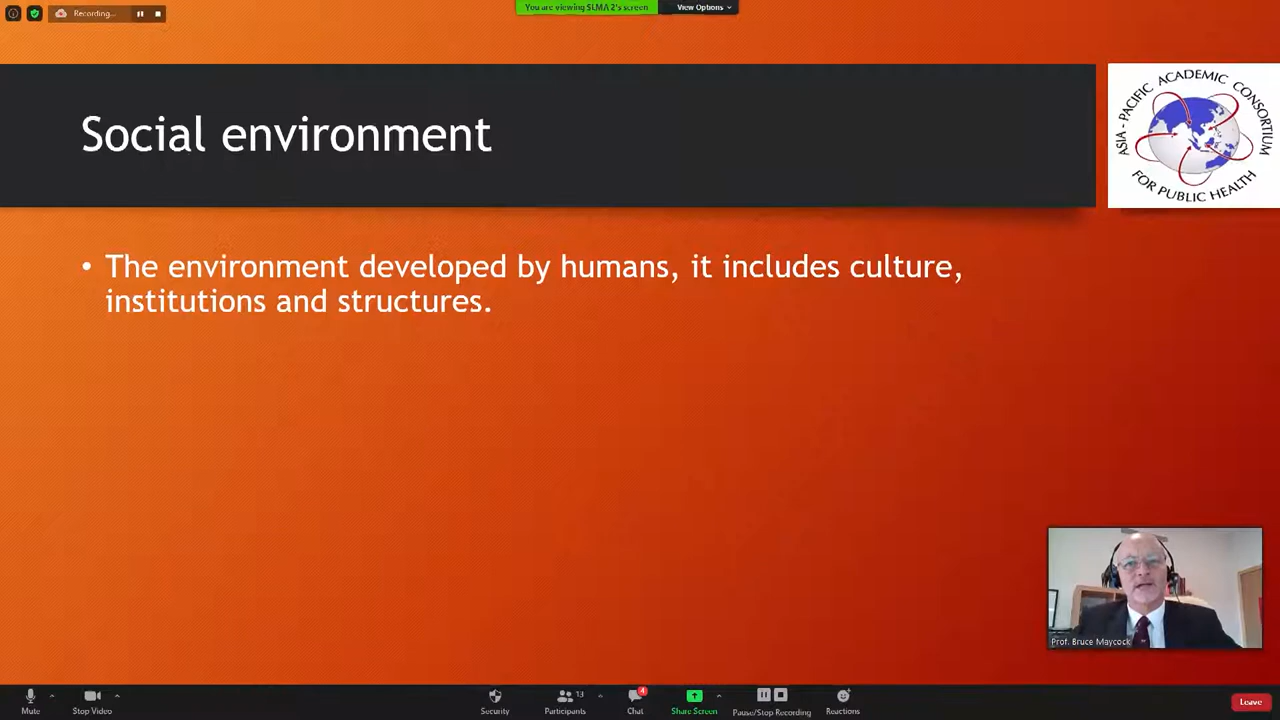 Recording...
You are viewing SLMA 2's screen
View Options
Social environment
ASIA - PACIFIC ACADEMIC CONSORTIUM
FOR PUBLIC HEALTH
• The environment developed by humans, it includes culture,
institutions and structures.
Prof. Bruce Maycock
Mute
Stop Video
Security
13
Participants
4
Chat
Share Screen
Pause/Stop Recording
Reactions
Leave